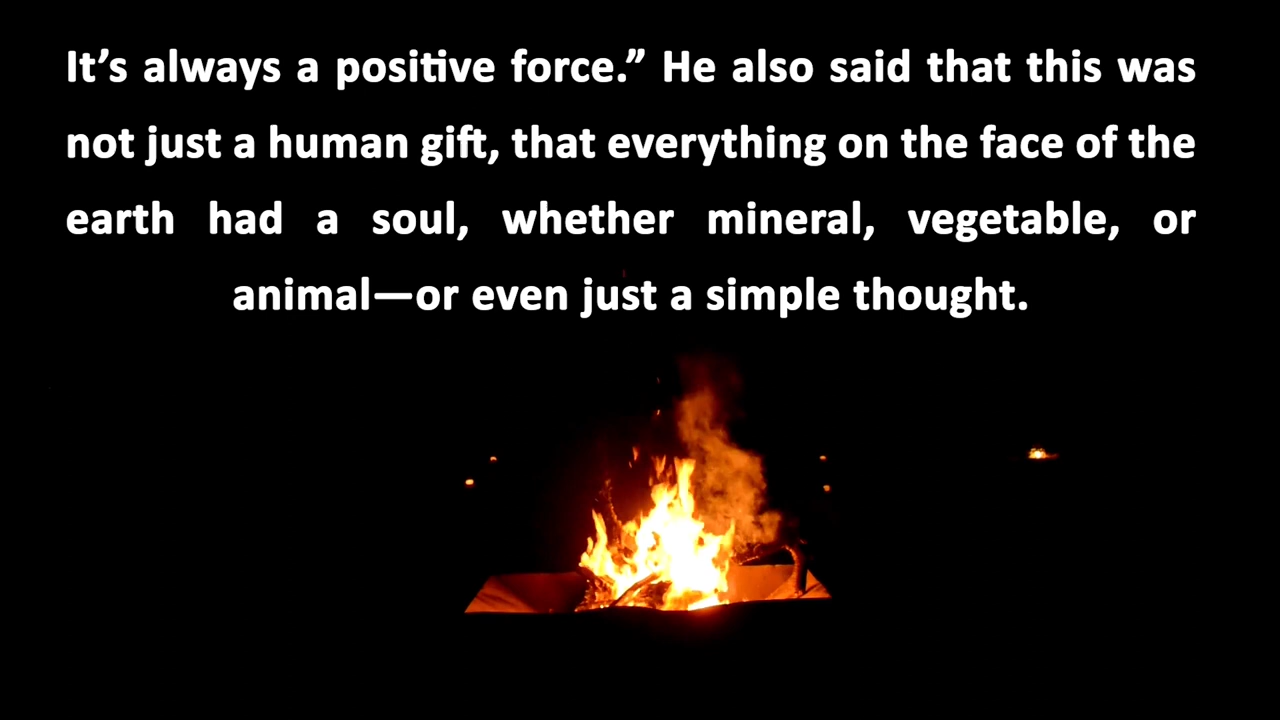 It’s always a positive force.” He also said that this was
not just a human gift, that everything on the face of the
earth had a soul, whether mineral, vegetable, or
animal—or even just a simple thought.